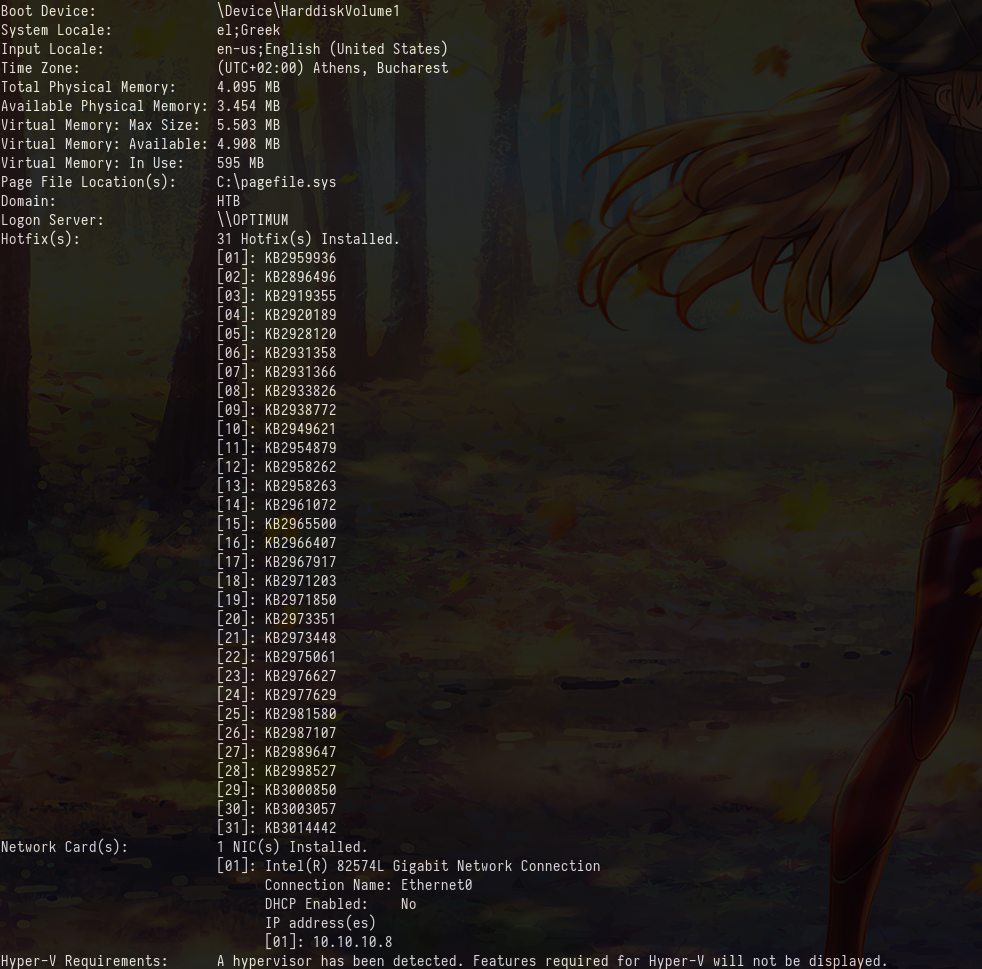 Boot Device: \Device\HarddiskVolume1
System Locale: el;Greek
Input Locale: en-us;English (United States)
Time Zone: (UTC+02:00) Athens, Bucharest
Total Physical Memory: 4.095 MB
Available Physical Memory: 3.454 MB
Virtual Memory: Max Size: 5.503 MB
Virtual Memory: Available: 4.908 MB
Virtual Memory: In Use: 595 MB
Page File Location(s): C:\pagefile.sys
Domain: HTB
Logon Server: \\OPTIMUM
Hotfix(s): 31 Hotfix(s) Installed.
[01]: KB2959936
[02]: KB2896496
[03]: KB2919355
[04]: KB2920189
[05]: KB2928120
[06]: KB2931358
[07]: KB2931366
[08]: KB2933826
[09]: KB2938772
[10]: KB2949621
[11]: KB2954879
[12]: KB2958262
[13]: KB2958263
[14]: KB2961072
[15]: KB2965500
[16]: KB2966407
[17]: KB2967917
[18]: KB2971203
[19]: KB2971850
[20]: KB2973351
[21]: KB2973448
[22]: KB2975061
[23]: KB2976627
[24]: KB2977629
[25]: KB2981580
[26]: KB2987107
[27]: KB2989647
[28]: KB2998527
[29]: KB3000850
[30]: KB3003057
[31]: KB3014442
Network Card(s): 1 NIC(s) Installed.
[01]: Intel(R) 82574L Gigabit Network Connection
Connection Name: Ethernet0
DHCP Enabled: No
IP address(es)
[01]: 10.10.10.8
Hyper-V Requirements: A hypervisor has been detected. Features required for Hyper-V will not be displayed.